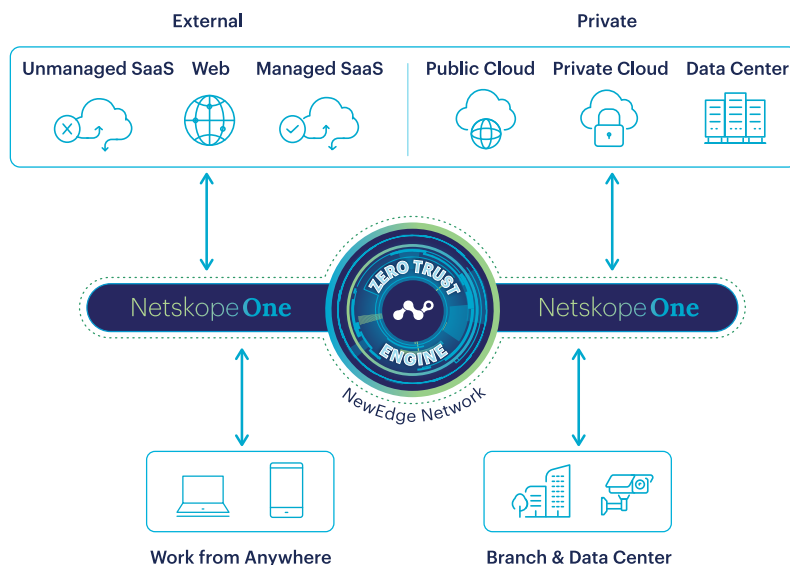 External
Private
Unmanaged SaaS
Web
Managed SaaS
Public Cloud
Private Cloud
Data Center
Netskope One
ZERO TRUST
ENGINE
Netskope One
NewEdge Network
Work from Anywhere
Branch & Data Center